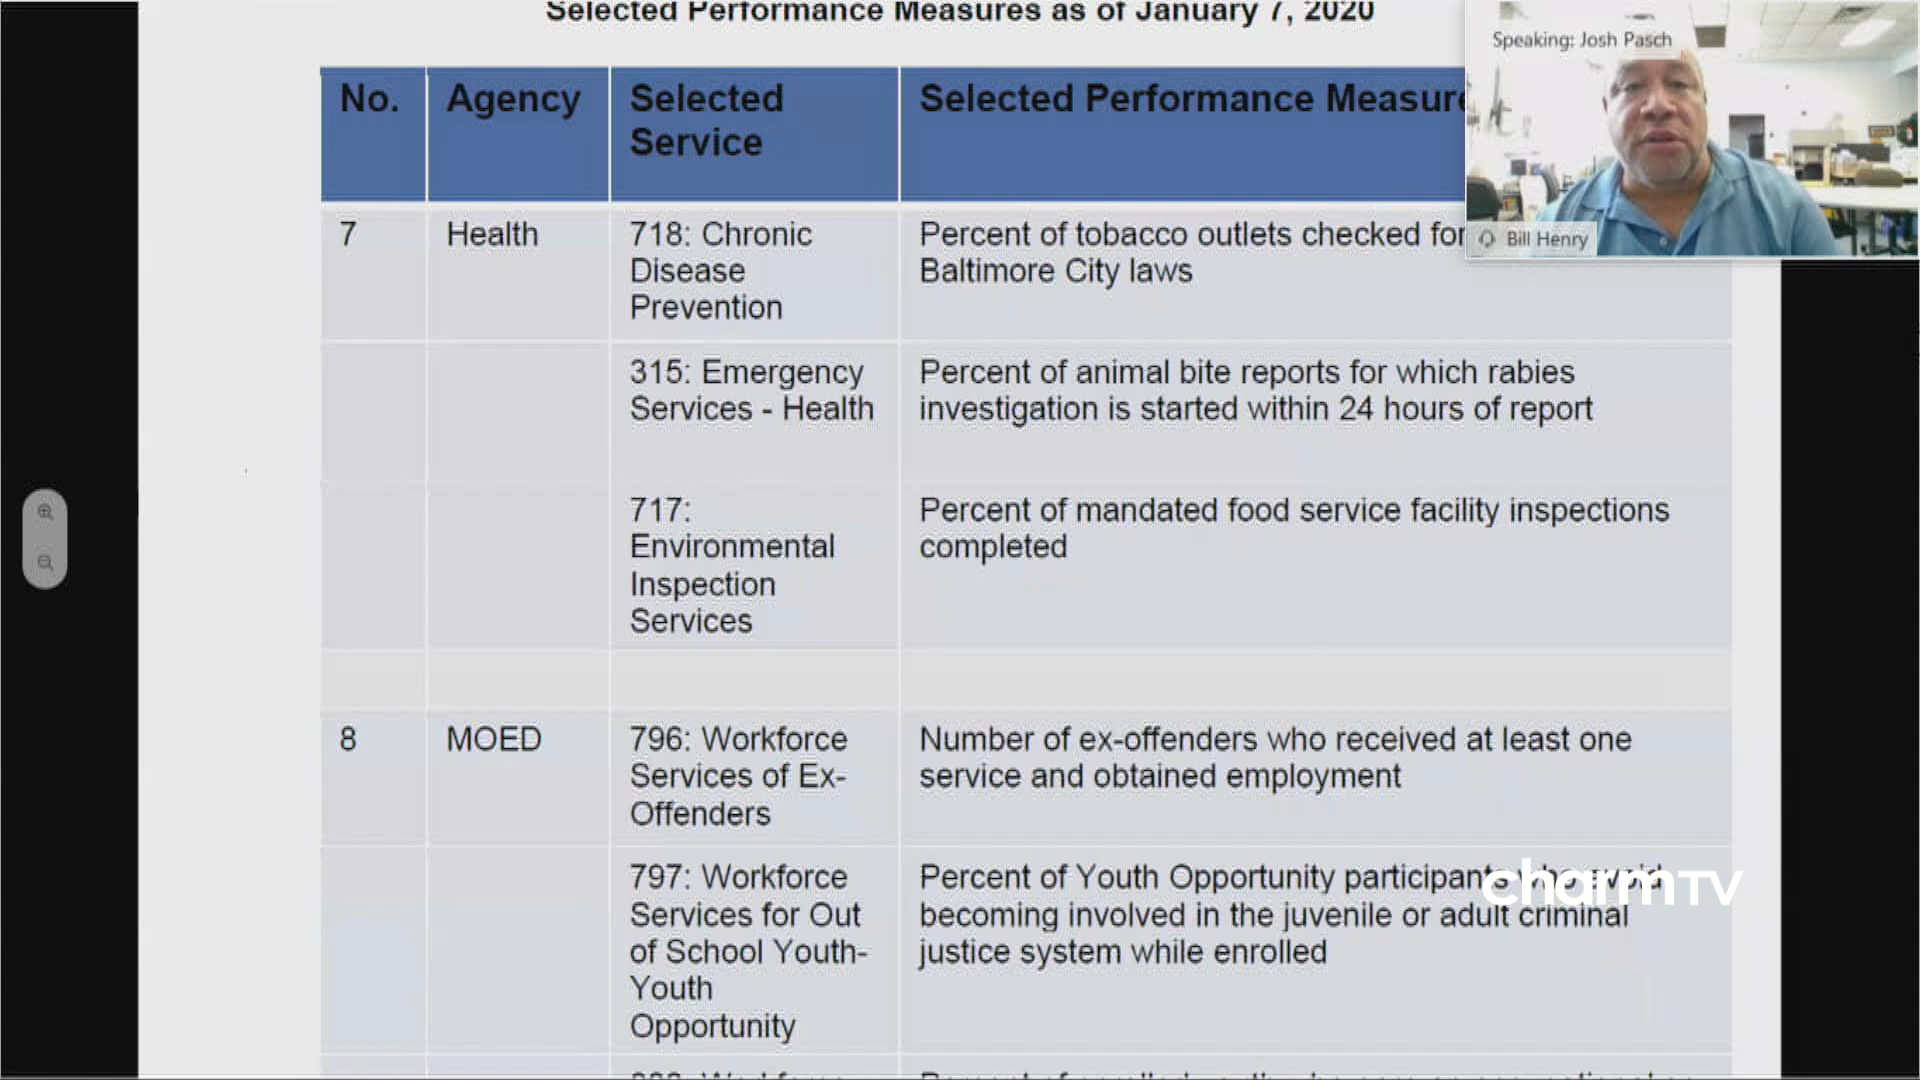 Selected Performance Measures as of January 7, 2020
Speaking: Josh Pasch
No. Agency Selected Performance
Service
7 Health 718: Chronic Percent of tobacco outlets checked for
Disease Baltimore City laws
Prevention
Bill Henry
315: Emergency Percent of animal bite reports for which rabies
Services - Health investigation is started within 24 hours of report
717: Percent of mandated food service facility inspections
Environmental completed
Inspection
Services
8 MOED 796: Workforce Number of ex-offenders who received at least one
Services of Ex- service and obtained employment
Offenders
797: Workforce Percent of Youth Opportunity participants who avoid
Services for Out becoming involved in the juvenile or adult criminal
of School Youth- justice system while enrolled
Youth
Opportunity
charmTV